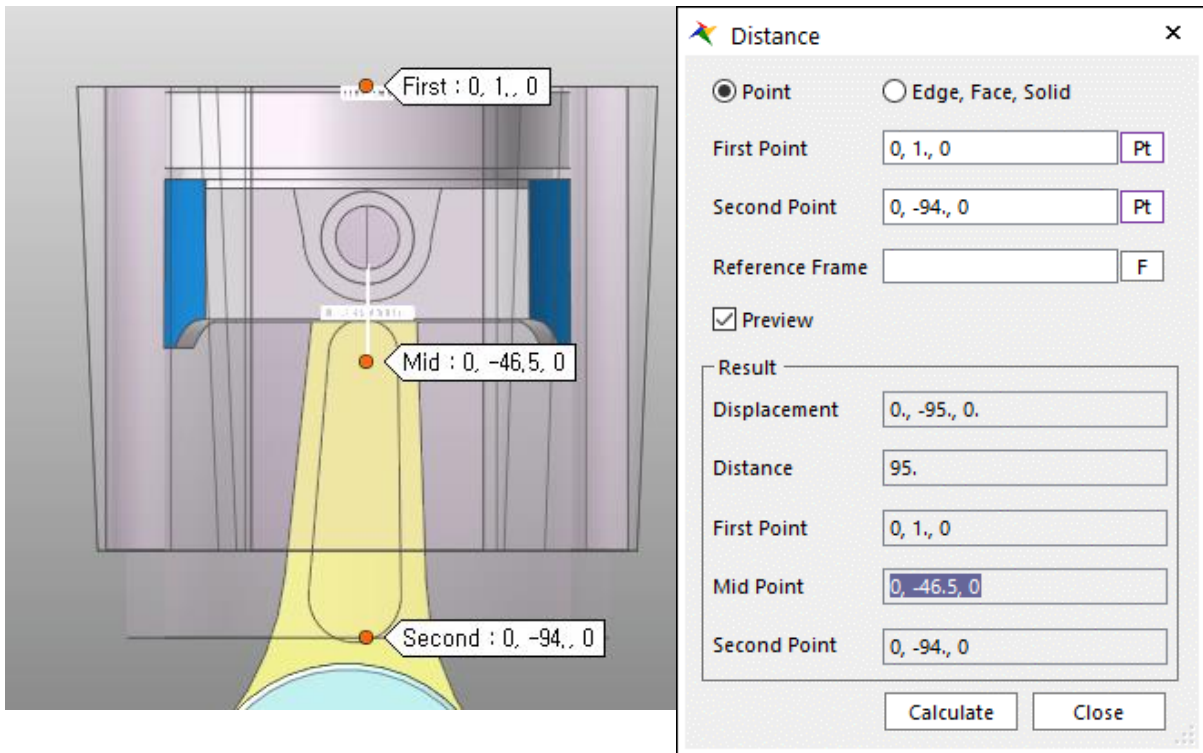 First : 0, 1., 0
Mid : 0, -46.5, 0
Second : 0, -94., 0
Distance
Point
Edge, Face, Solid
First Point
0, 1., 0
Pt
Second Point
0, -94., 0
Pt
Reference Frame
F
Preview
Result
Displacement
0., -95., 0.
Distance
95.
First Point
0, 1., 0
Mid Point
0, -46.5, 0
Second Point
0, -94., 0
Calculate
Close